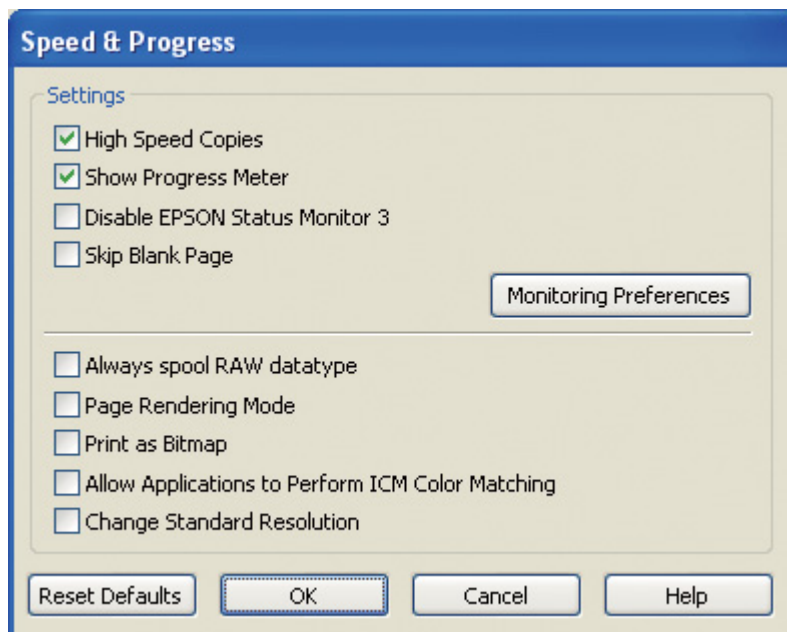 Speed & Progress
Settings
High Speed Copies
Show Progress Meter
Disable EPSON Status Monitor 3
Skip Blank Page
Monitoring Preferences
Always spool RAW datatype
Page Rendering Mode
Print as Bitmap
Allow Applications to Perform ICM Color Matching
Change Standard Resolution
Reset Defaults OK Cancel Help